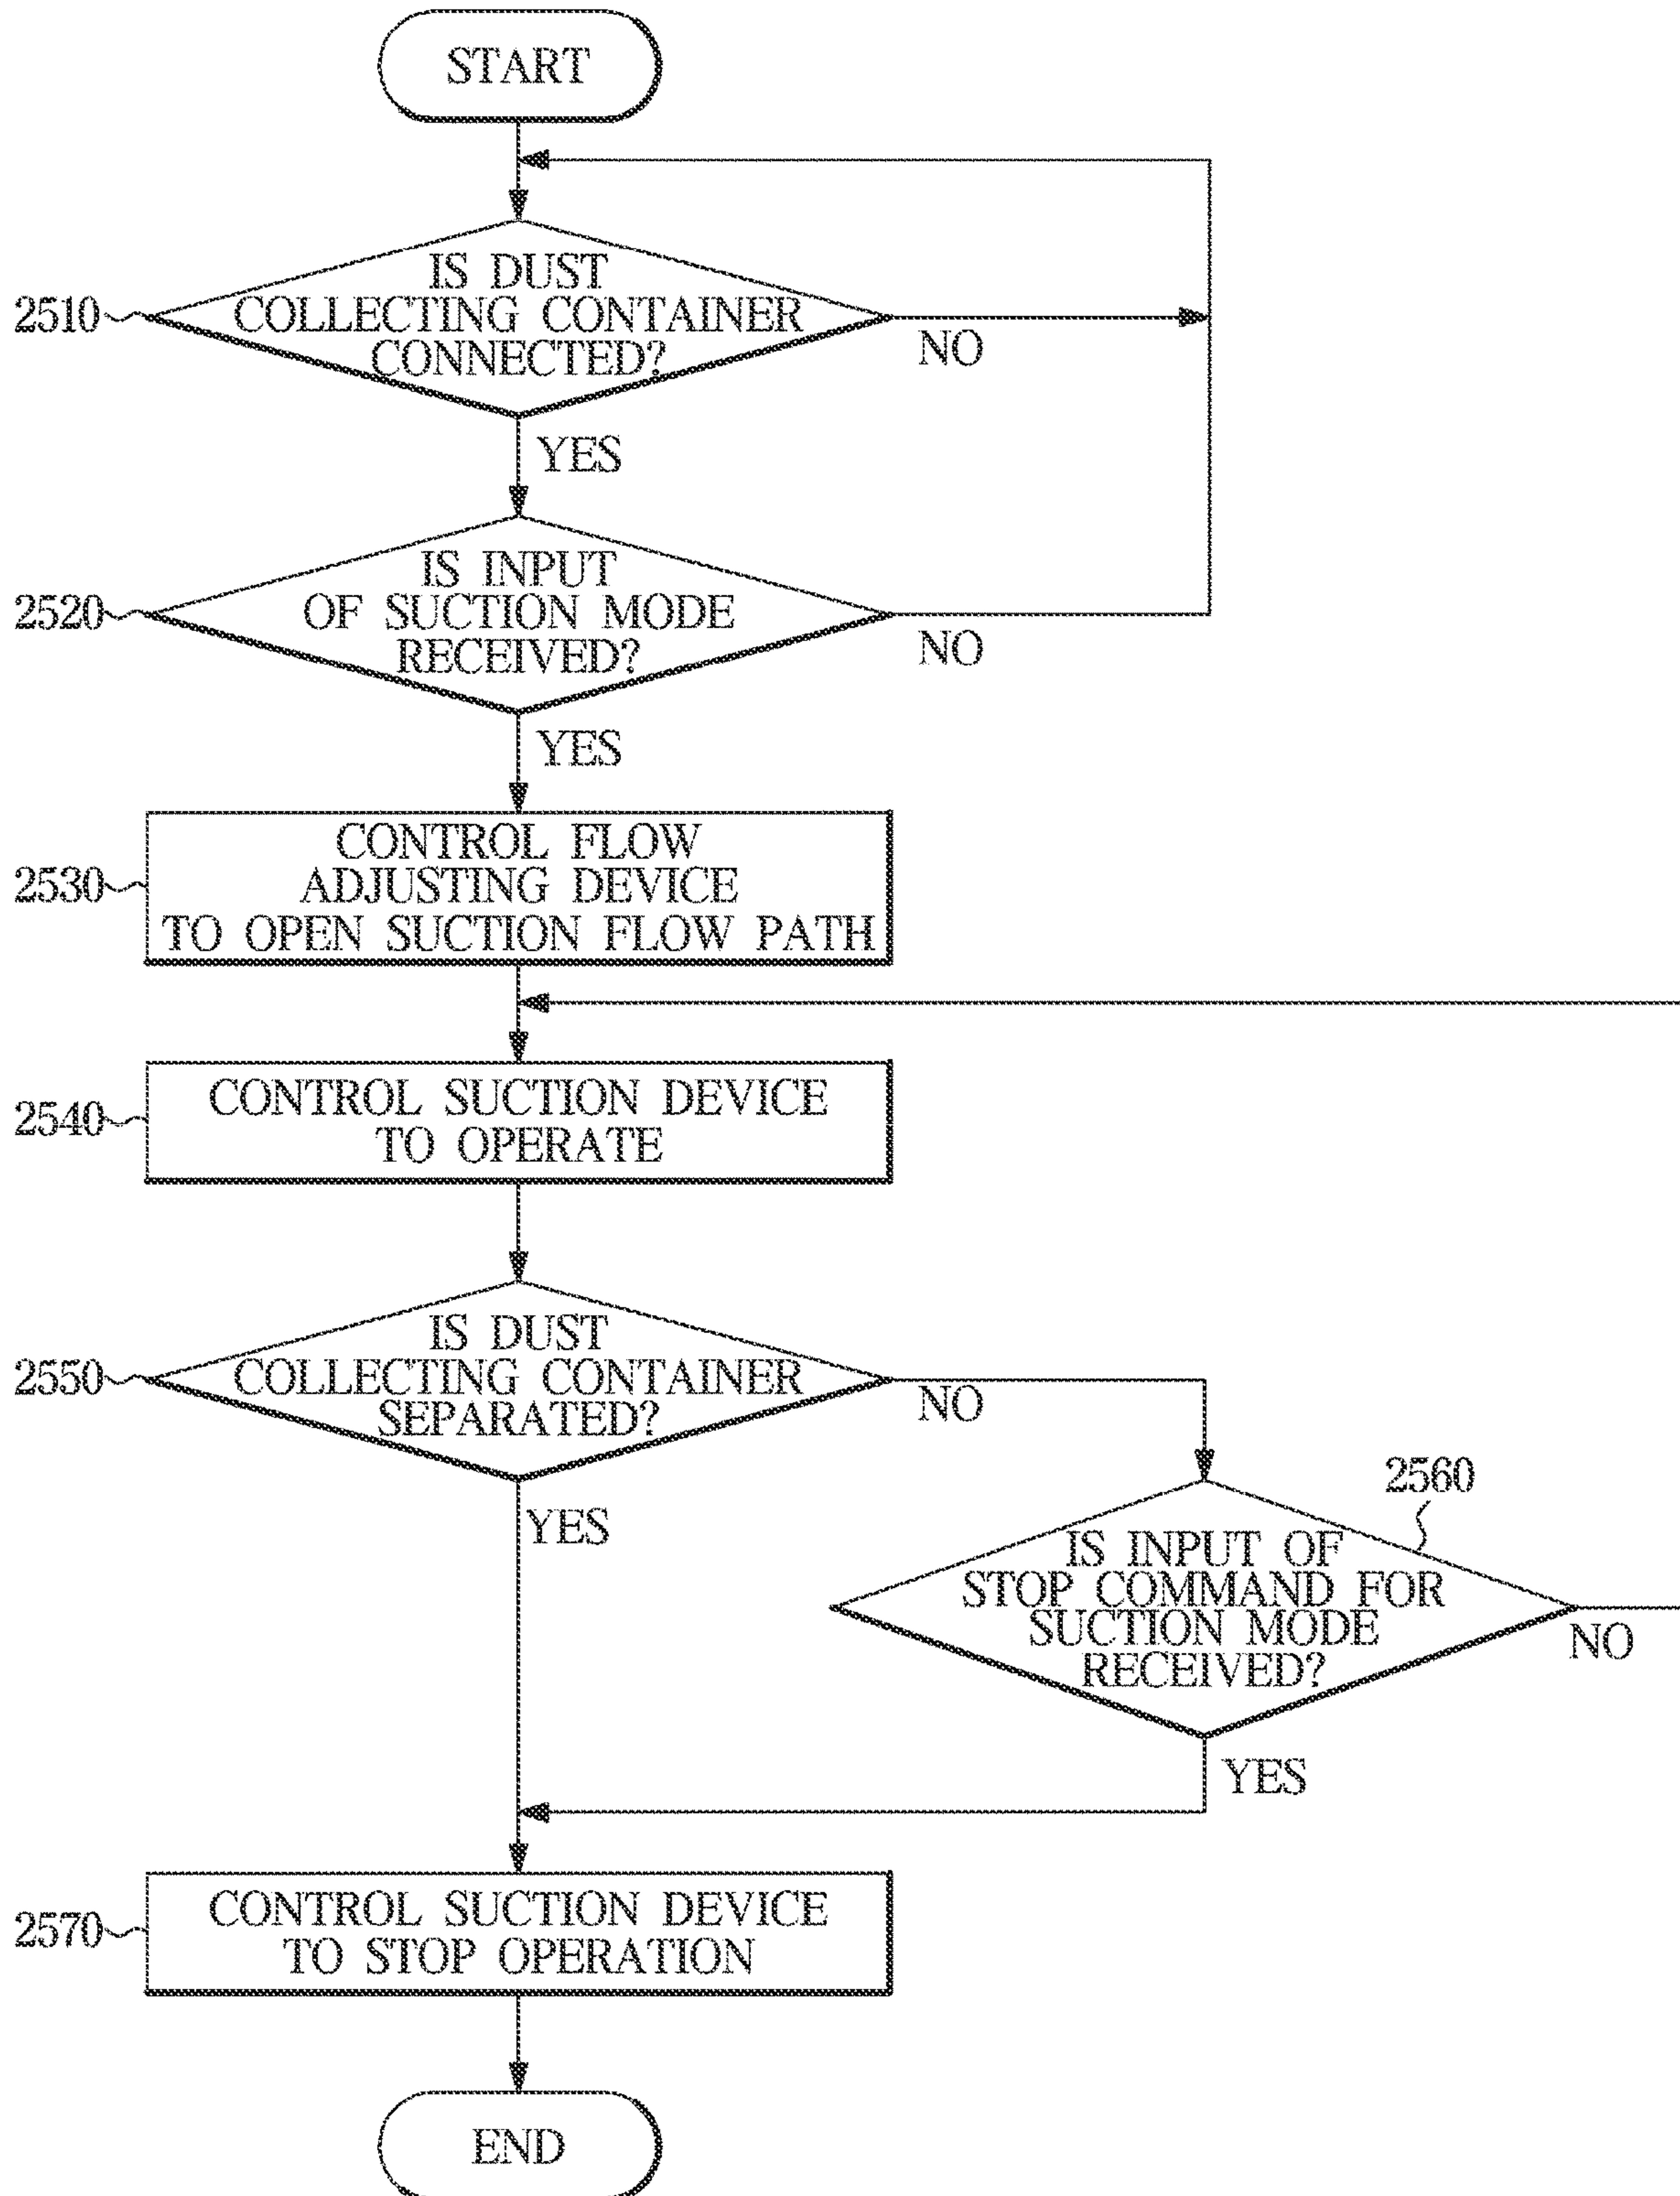 START
IS DUST
2510
COLLECTING CONTAINER
CONNECTED?
NO
YES
IS INPUT
2520
OF SUCTION MODE
RECEIVED?
NO
YES
CONTROL FLOW
2530
ADJUSTING DEVICE
TO OPEN SUCTION FLOW PATH
CONTROL SUCTION DEVICE
2540
TO OPERATE
IS DUST
2550
COLLECTING CONTAINER
SEPARATED?
NO
YES
2560
IS INPUT OF
STOP COMMAND FOR
SUCTION MODE
RECEIVED?
NO
YES
CONTROL SUCTION DEVICE
2570
TO STOP OPERATION
END